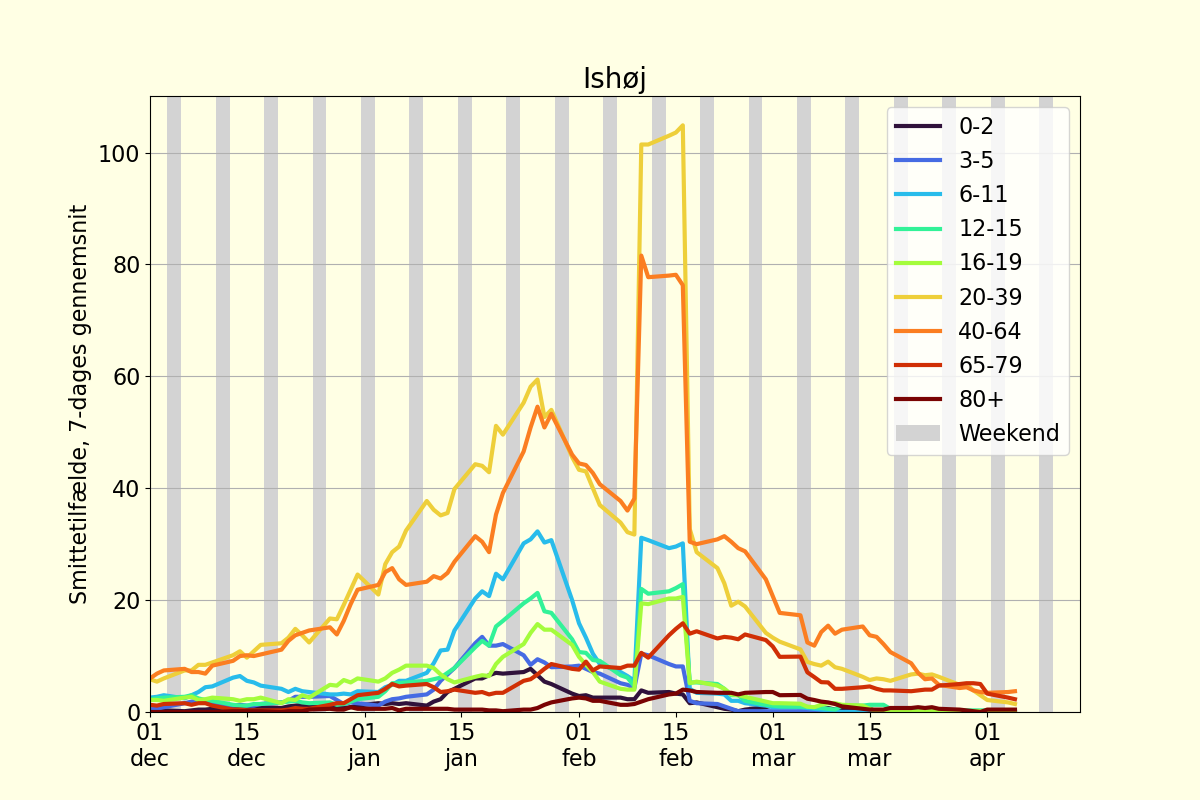 Ishøj
Smittetilfælde, 7-dages gennemsnit
100
80
60
40
20
0
01 dec
15 dec
01 jan
15 jan
01 feb
15 feb
01 mar
15 mar
01 apr
0-2
3-5
6-11
12-15
16-19
20-39
40-64
65-79
80+
Weekend